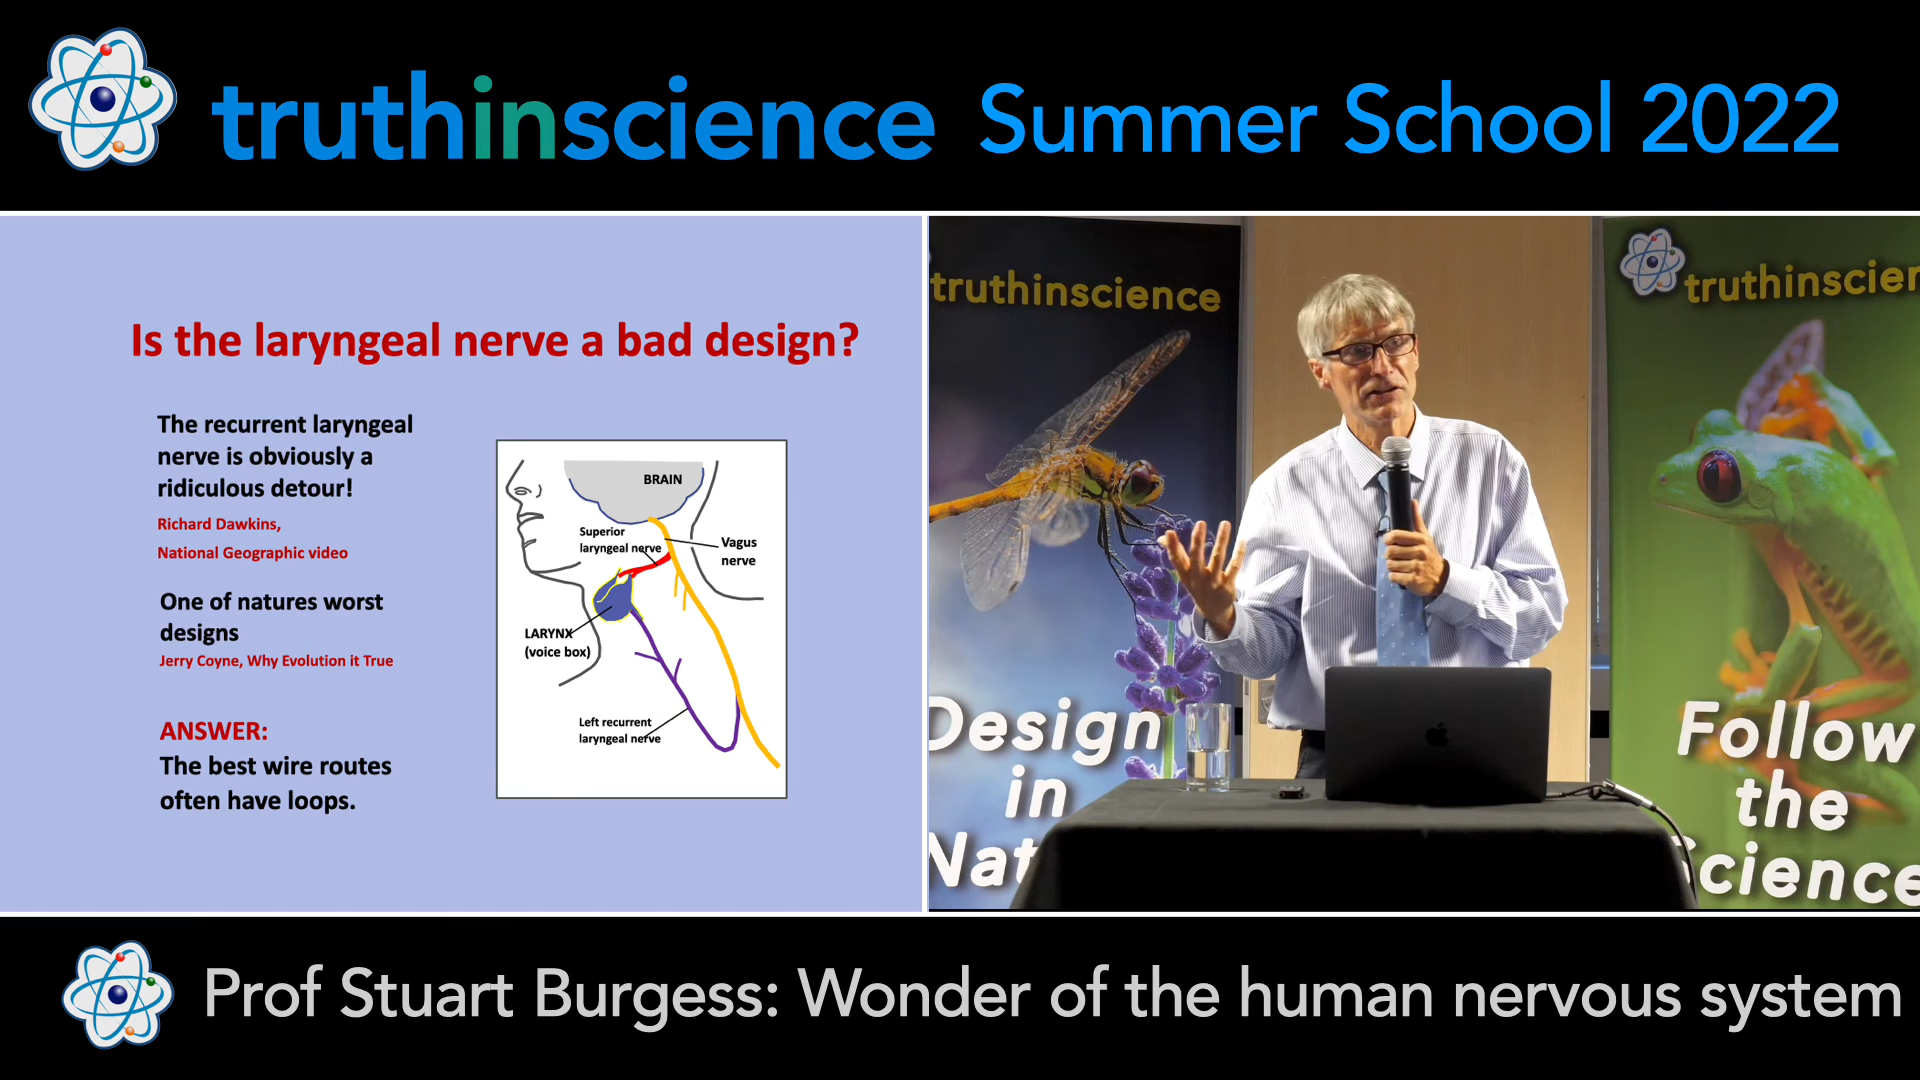 truthinscience Summer School 2022
Is the laryngeal nerve a bad design?
The recurrent laryngeal
nerve is obviously a
ridiculous detour!
Richard Dawkins,
National Geographic video
One of natures worst
designs
Jerry Coyne, Why Evolution it True
ANSWER:
The best wire routes
often have loops.
BRAIN
Superior
laryngeal nerve
Vagus
nerve
LARYNX
(voice box)
Left recurrent
laryngeal nerve
truthinscience
Design
in
Nat
truthinscien
Follow
the
Science
Prof Stuart Burgess: Wonder of the human nervous system